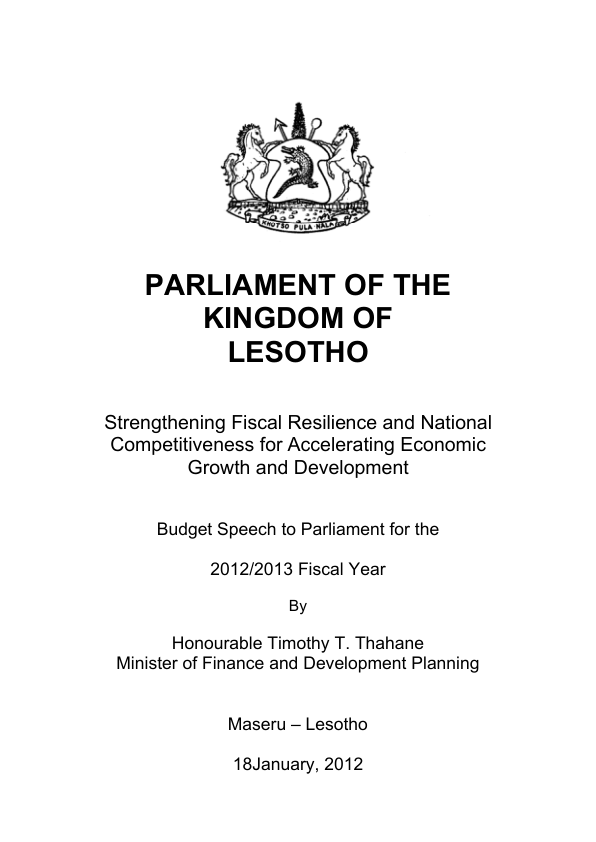 KHOTSO PULA NALA
PARLIAMENT OF THE
KINGDOM OF
LESOTHO
Strengthening Fiscal Resilience and National
Competitiveness for Accelerating Economic
Growth and Development
Budget Speech to Parliament for the
2012/2013 Fiscal Year
By
Honourable Timothy T. Thahane
Minister of Finance and Development Planning
Maseru – Lesotho
18January, 2012